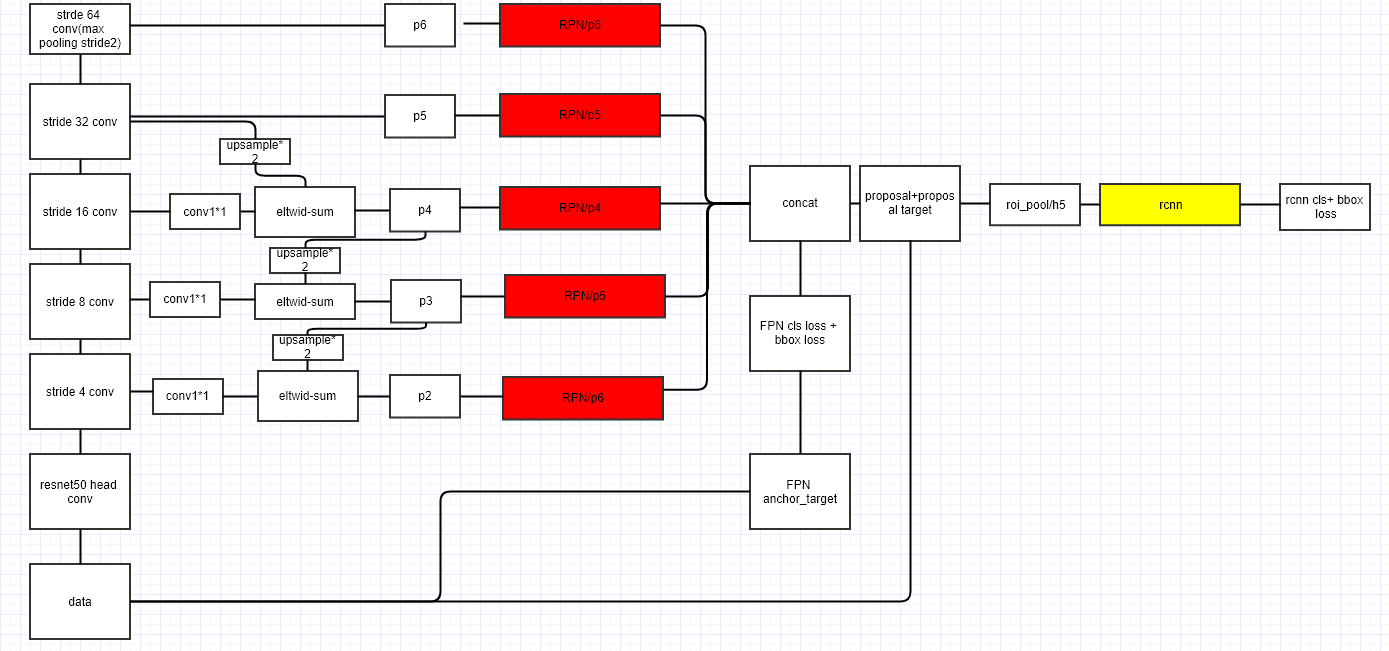 strde 64
conv(max
pooling stride2)
p6
RPN/p6
stride 32 conv
p5
RPN/p5
upsample*
2
stride 16 conv
conv1*1
eltwid-sum
p4
RPN/p4
concat
proposal+propos
al target
roi_pool/h5
rcnn
rcnn cls+ bbox
loss
upsample*
2
stride 8 conv
conv1*1
eltwid-sum
p3
RPN/p5
FPN cls loss +
bbox loss
upsample*
2
stride 4 conv
conv1*1
eltwid-sum
p2
RPN/p6
resnet50 head
conv
FPN
anchor_target
data